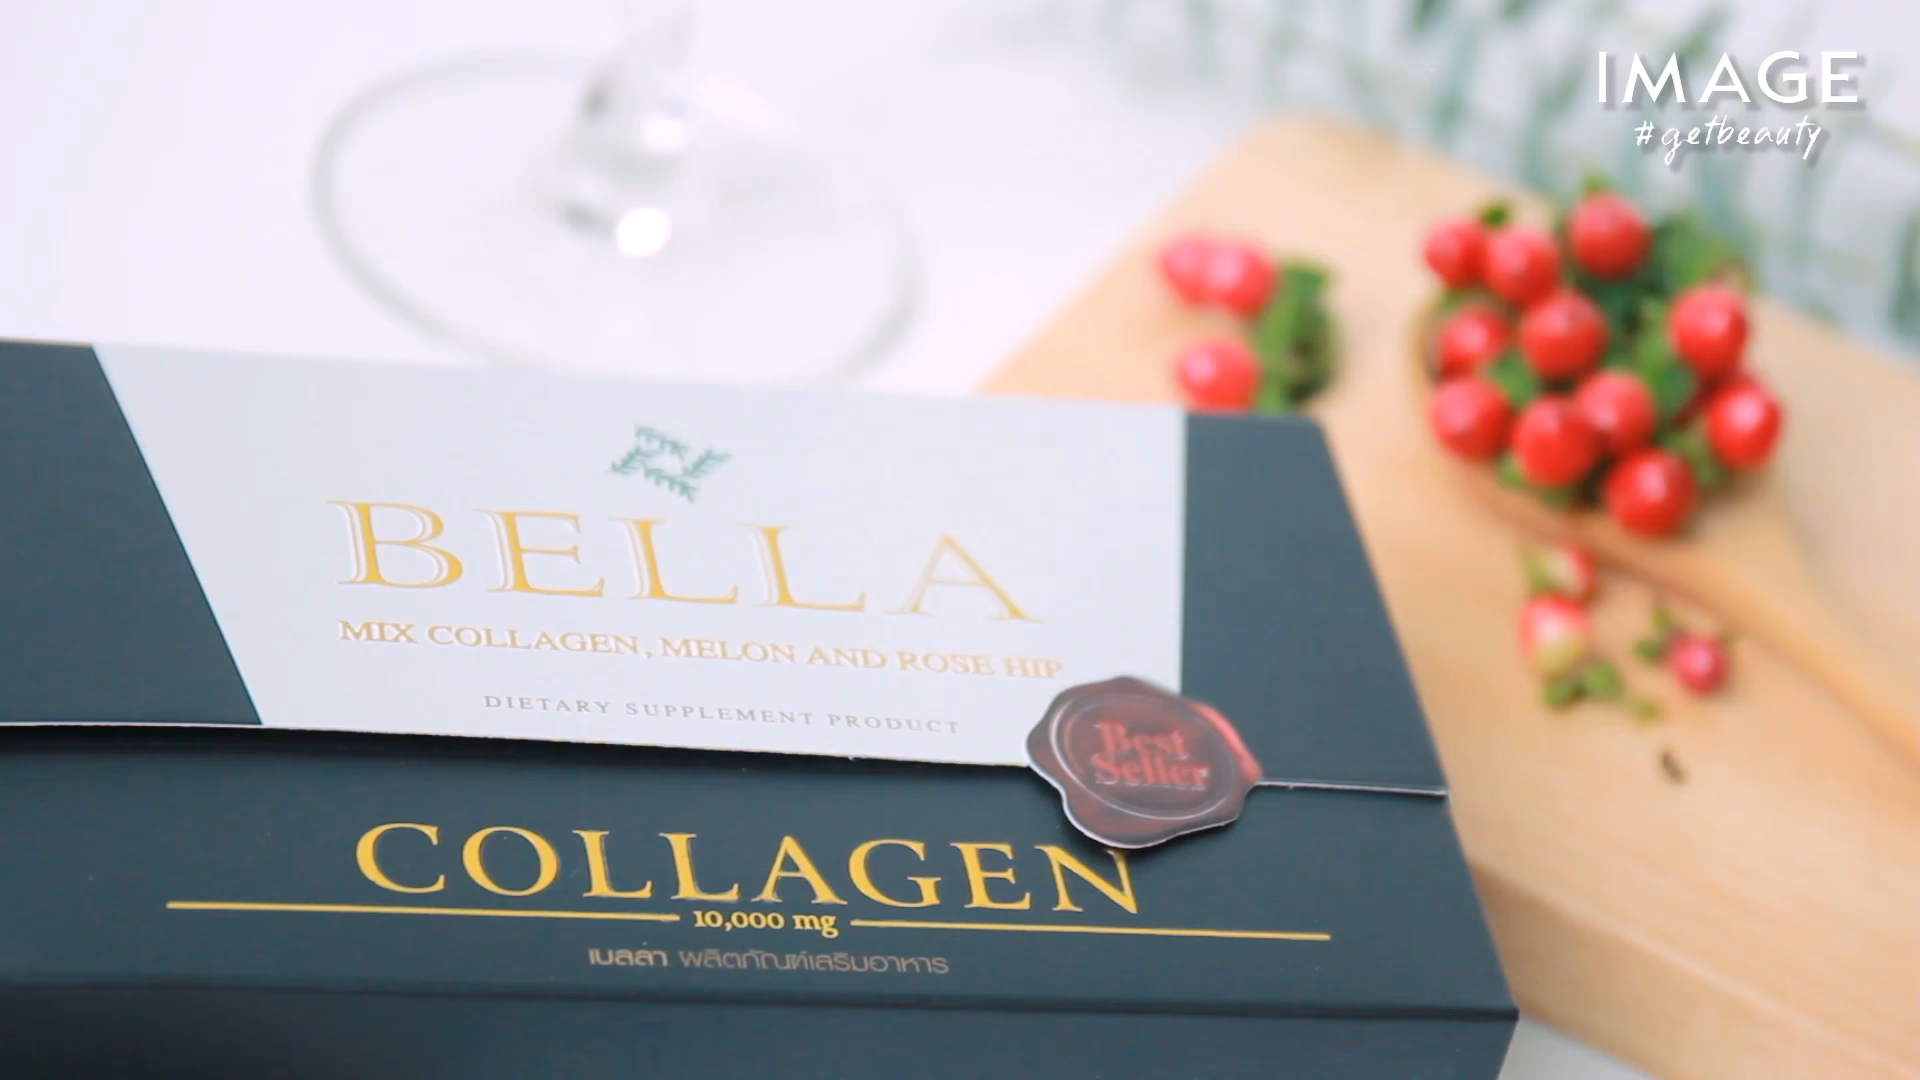 IMAGE
#getbeauty
BELLA
MIX COLLAGEN, MELON AND ROSE HIP
DIETARY SUPPLEMENT PRODUCT
Best
Seller
COLLAGEN
10,000 mg
เบลล่า ผลิตภัณฑ์เสริมอาหาร